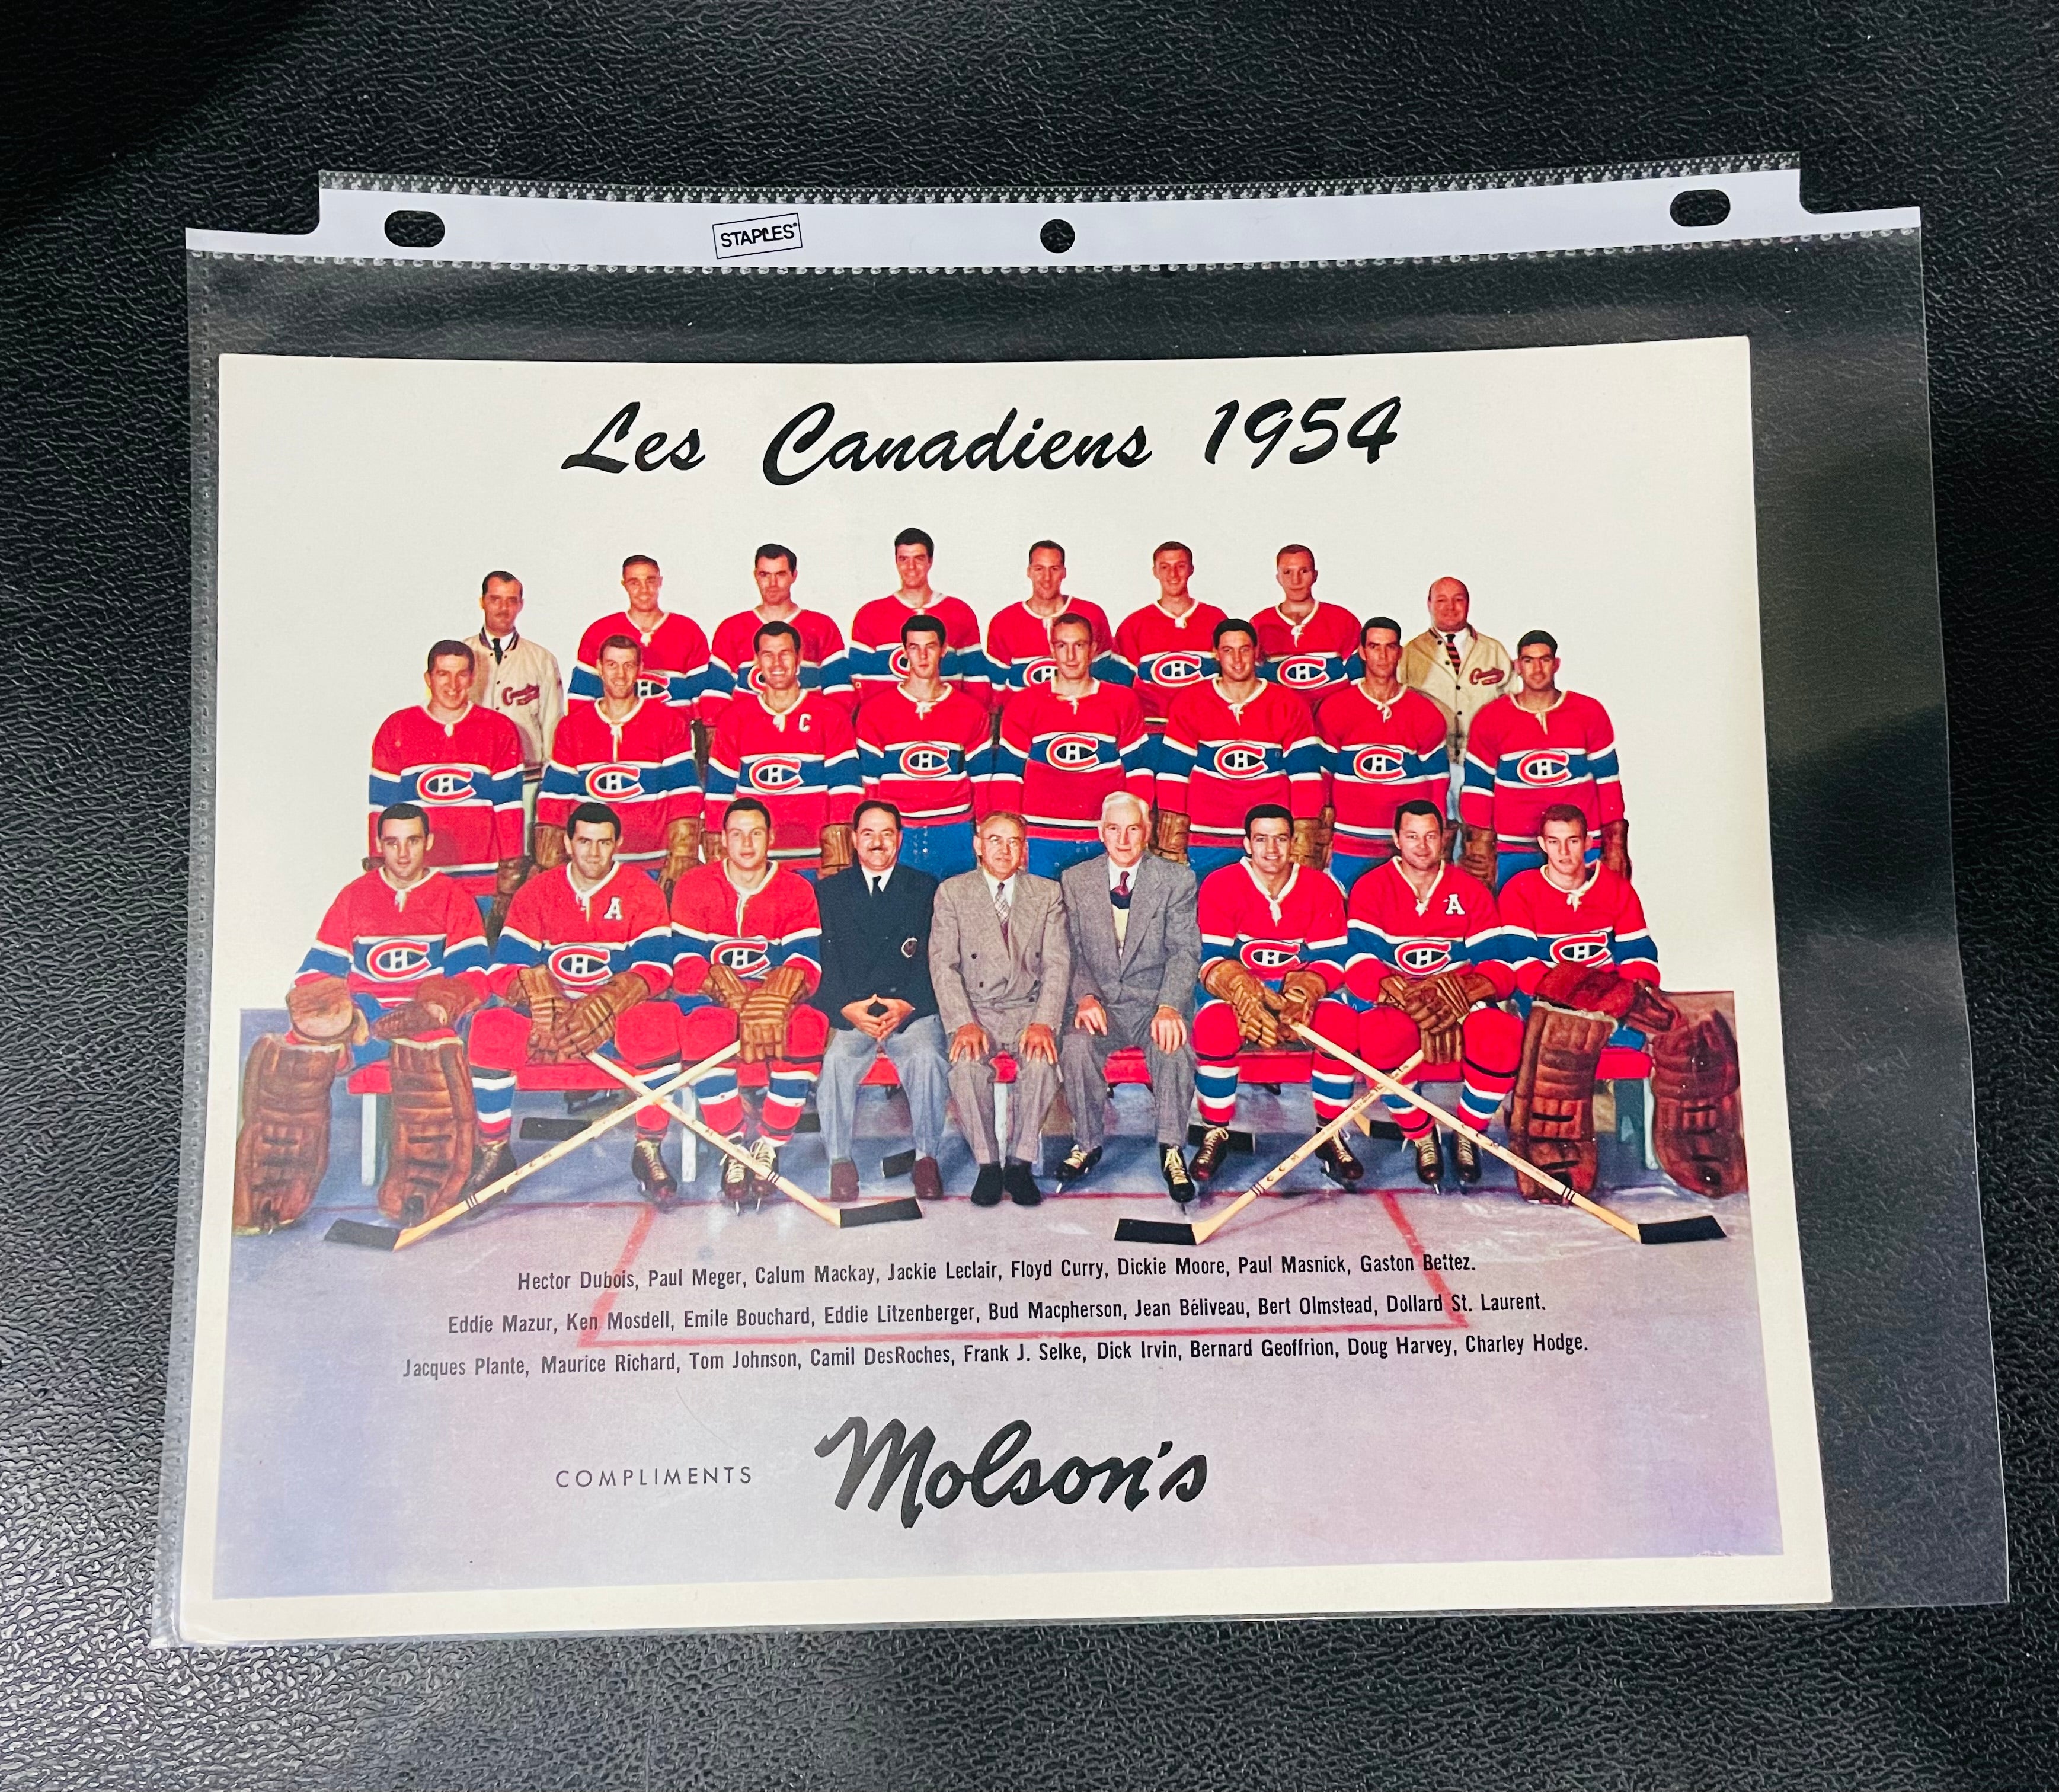 STAPLES®
Les Canadiens 1954
Canadiens
Canadiens
C
A
A
Hector Dubois, Paul Meger, Calum Mackay, Jackie Leclair, Floyd Curry, Dickie Moore, Paul Masnick, Gaston Bettez.
Eddie Mazur, Ken Mosdell, Emile Bouchard, Eddie Litzenberger, Bud Macpherson, Jean Béliveau, Bert Olmstead, Dollard St. Laurent.
Jacques Plante, Maurice Richard, Tom Johnson, Camil DesRoches, Frank J. Selke, Dick Irvin, Bernard Geoffrion, Doug Harvey, Charley Hodge.
COMPLIMENTS Molson's